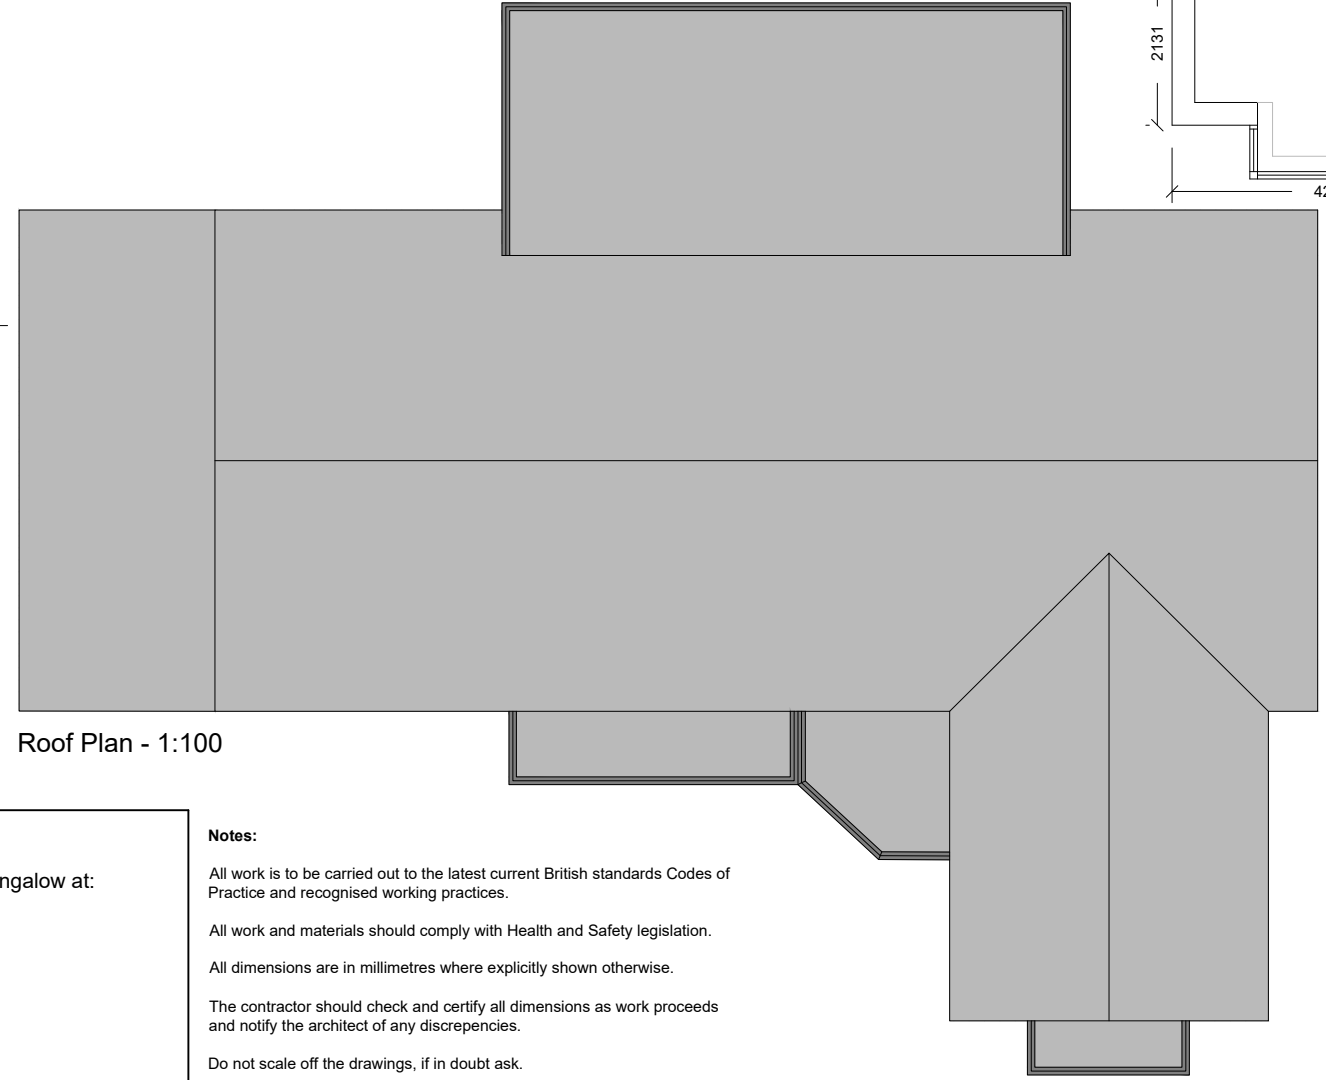 2131
42
Roof Plan - 1:100
ngalow at:
Notes:
All work is to be carried out to the latest current British standards Codes of
Practice and recognised working practices.
All work and materials should comply with Health and Safety legislation.
All dimensions are in millimetres where explicitly shown otherwise.
The contractor should check and certify all dimensions as work proceeds
and notify the architect of any discrepencies.
Do not scale off the drawings, if in doubt ask.